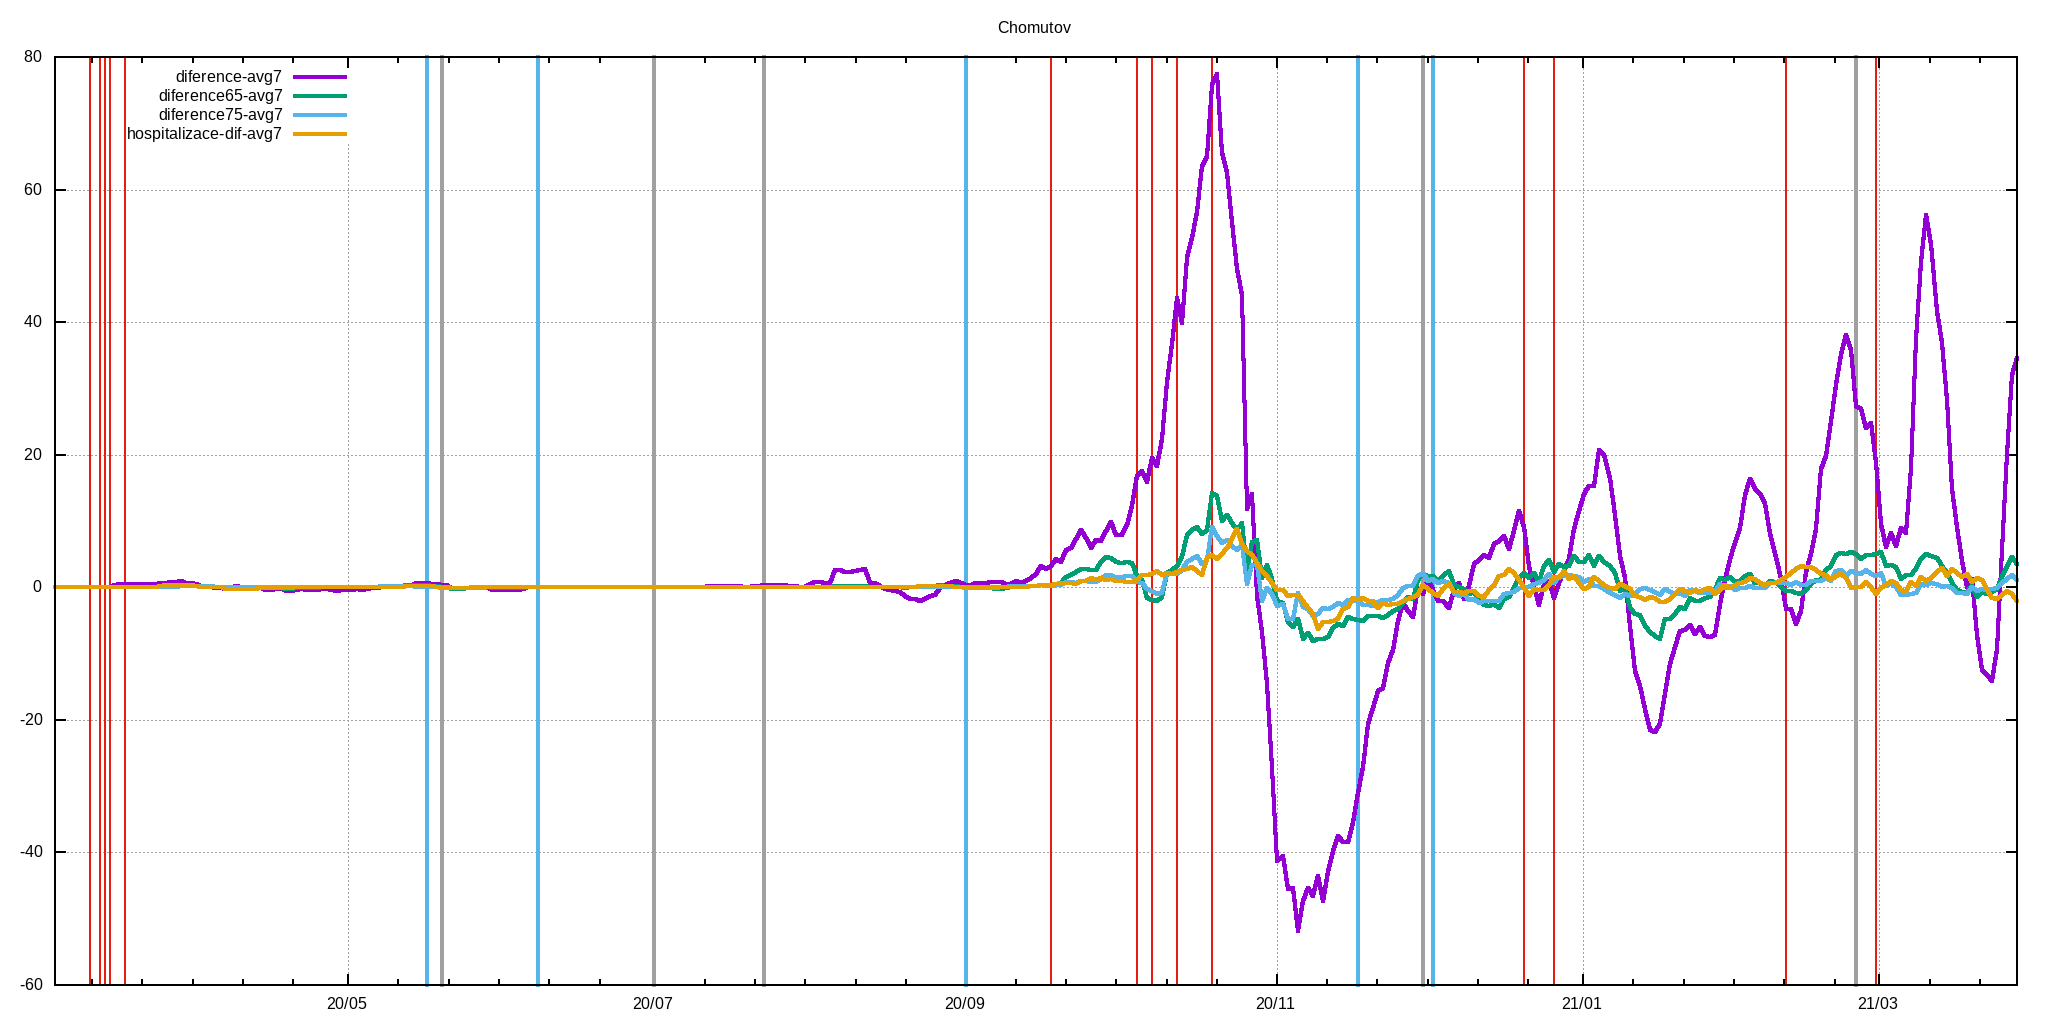 Chomutov
80
diference-avg7
diference65-avg7
diference75-avg7
hospitalizace-dif-avg7
60
40
20
0
-20
-40
-60
20/05 20/07 20/09 20/11 21/01 21/03